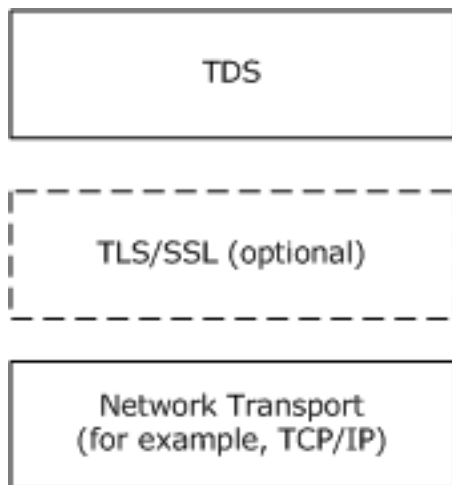 TDS
TLS/SSL (optional)
Network Transport
(for example, TCP/IP)